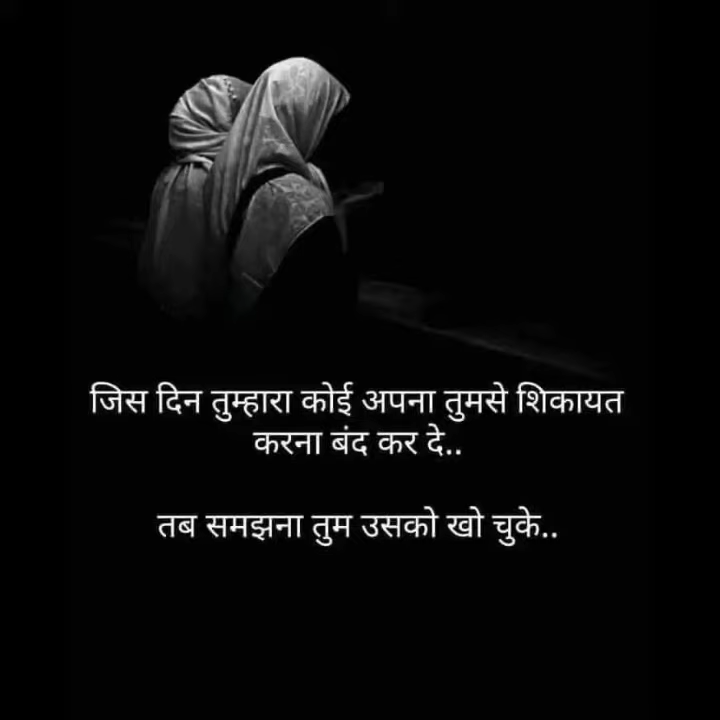 जिस दिन तुम्हारा कोई अपना तुमसे शिकायत
करना बंद कर दे..
तब समझना तुम उसको खो चुके..